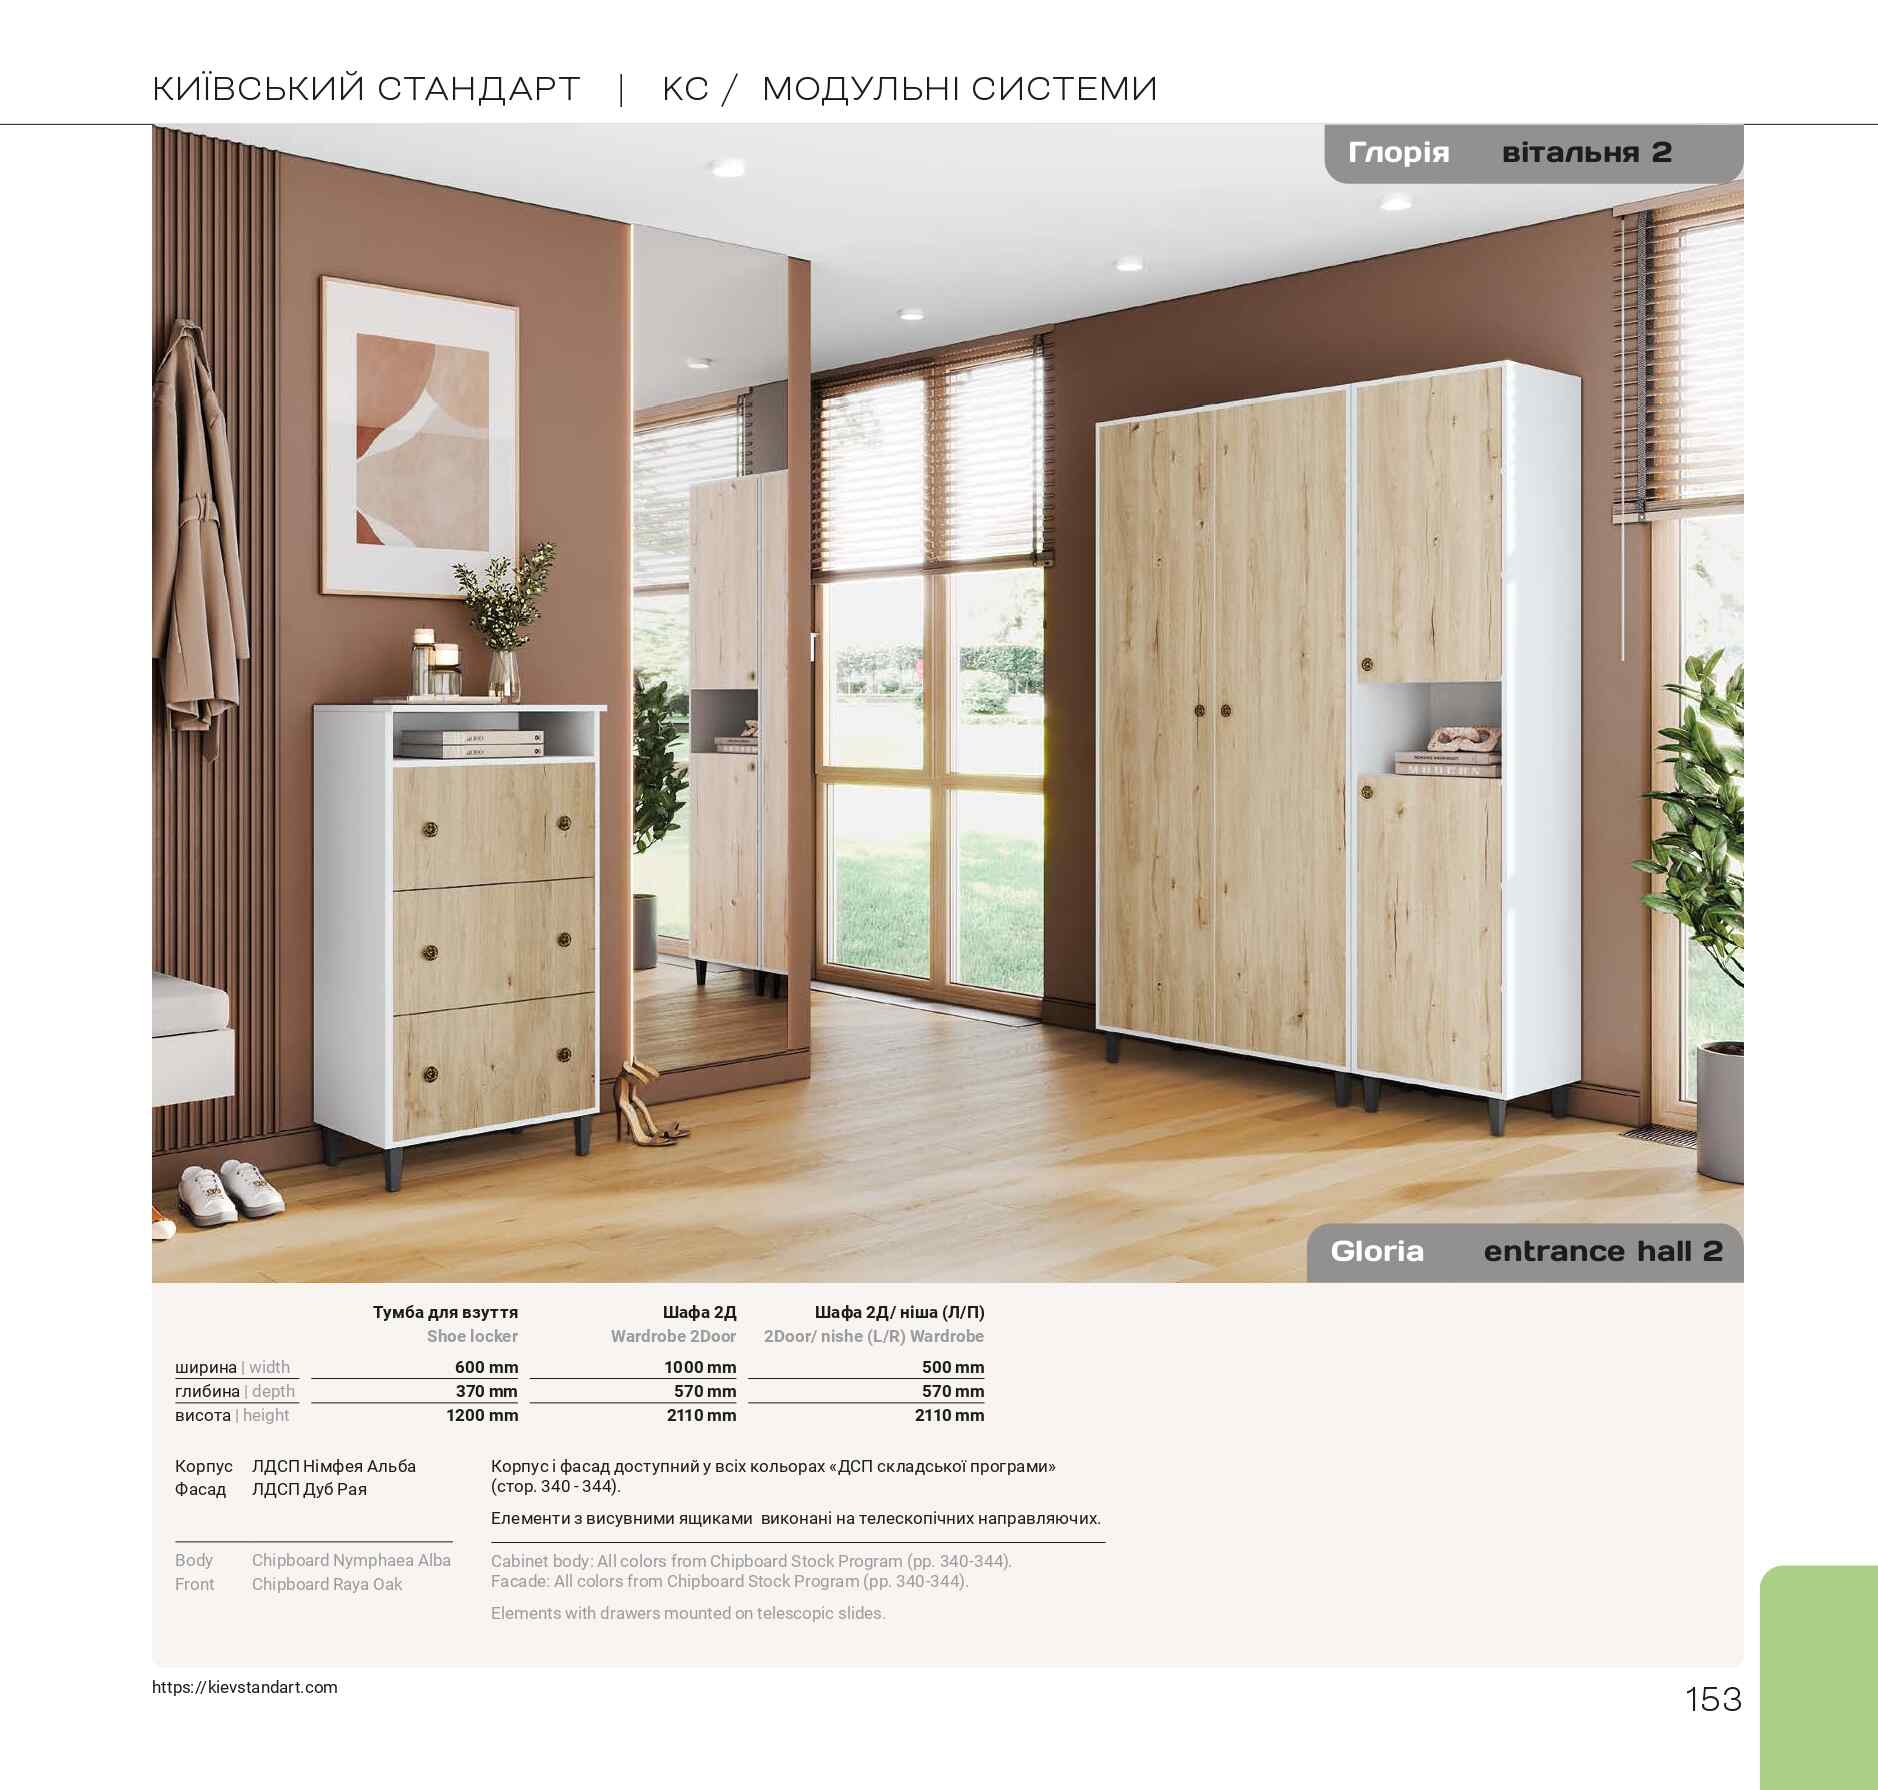 КИЇВСЬКИЙ СТАНДАРТ | КС / МОДУЛЬНІ СИСТЕМИ
Глорія вітальня 2
MODERN
Gloria entrance hall 2
Тумба для взуття Шафа 2Д Шафа 2Д/ ніша (Л/П)
Shoe locker Wardrobe 2Door 2Door/ nishe (L/R) Wardrobe
ширина | width 600 mm 1000 mm 500 mm
глибина | depth 370 mm 570 mm 570 mm
висота | height 1200 mm 2110 mm 2110 mm
Корпус ЛДСП Німфея Альба
Фасад ЛДСП Дуб Рая
Корпус і фасад доступний у всіх кольорах «ДСП складської програми»
(стор. 340 - 344).
Елементи з висувними ящиками виконані на телескопічних направляючих.
Body Chipboard Nymphaea Alba
Front Chipboard Raya Oak
Cabinet body: All colors from Chipboard Stock Program (pp. 340-344).
Facade: All colors from Chipboard Stock Program (pp. 340-344).
Elements with drawers mounted on telescopic slides.
https://kievstandart.com
153